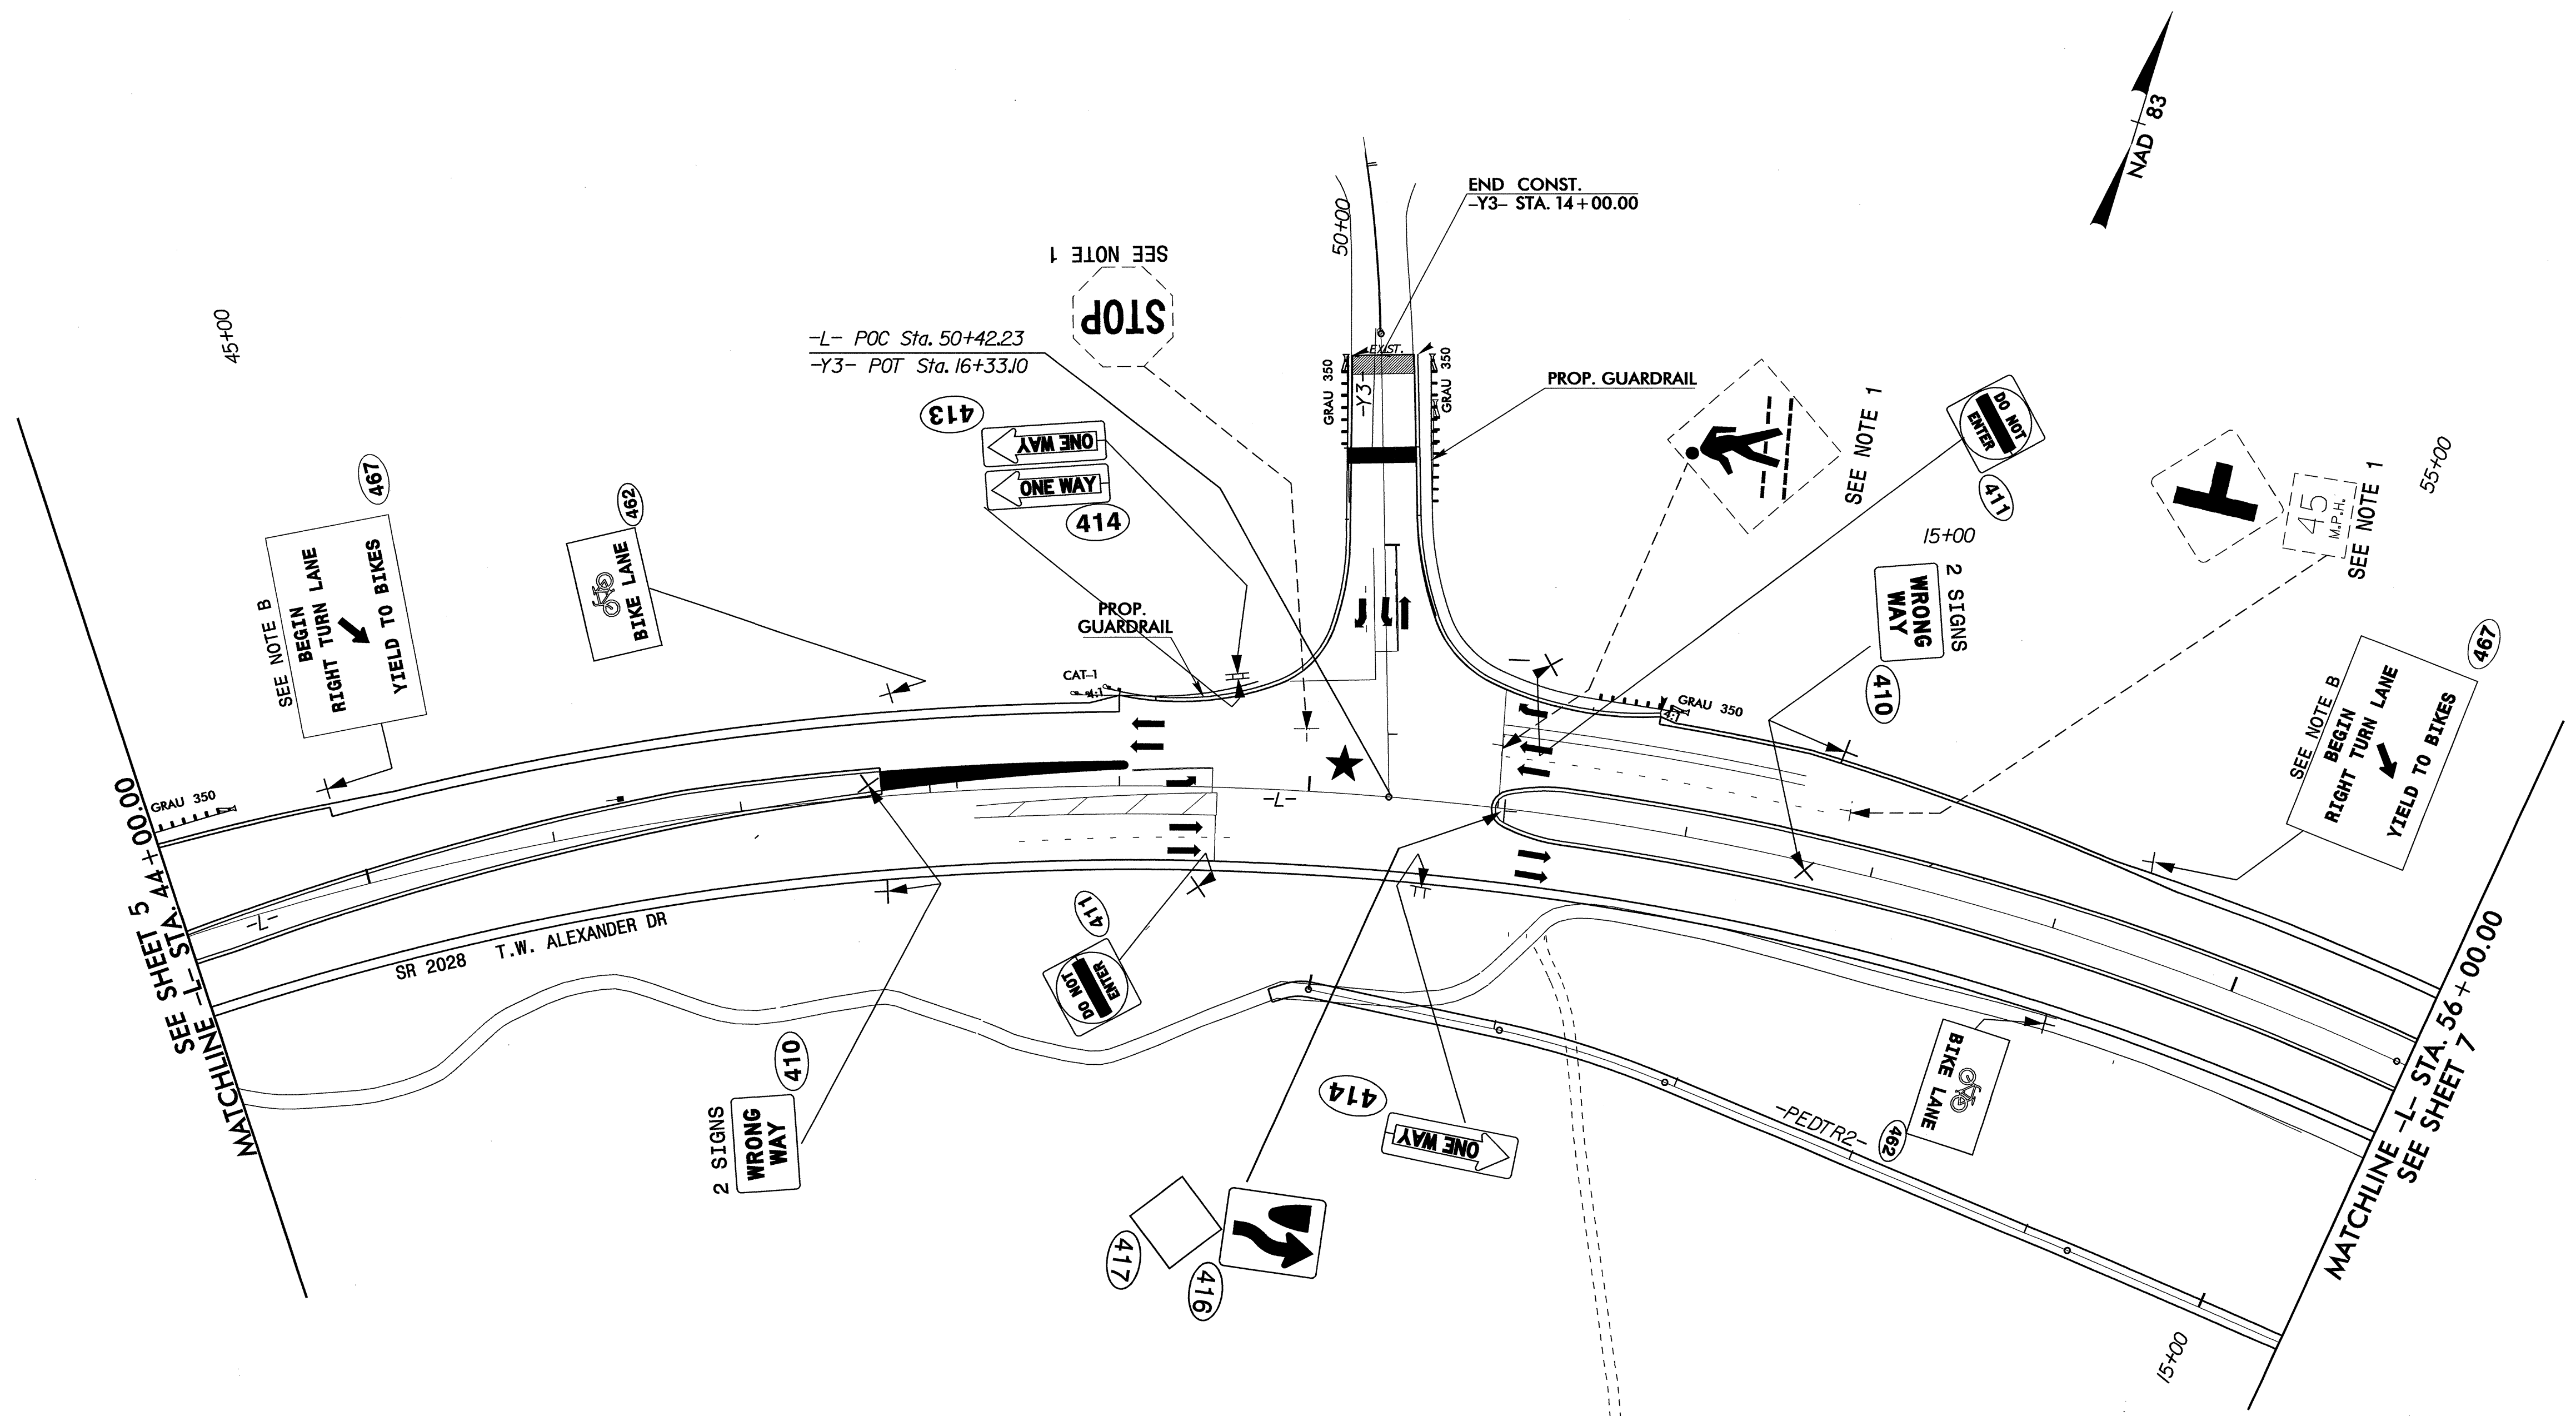 NAD 83
END CONST.
-Y3- STA. 14+00.00
50+00
SEE NOTE 1
STOP
-L- POC Sta. 50+42.23
-Y3- POT Sta. 16+33.10
45+00
413
ONE WAY
ONE WAY
414
EXIST.
GRAU 350
-Y3-
GRAU 350
PROP. GUARDRAIL
SEE NOTE 1
DO NOT
ENTER
411
15+00
45
M.P.H.
SEE NOTE 1
55+00
467
SEE NOTE B
BEGIN
RIGHT TURN LANE
YIELD TO BIKES
462
BIKE LANE
PROP.
GUARDRAIL
CAT-1
4:1
GRAU 350
4:1
WRONG
WAY
2 SIGNS
410
467
SEE NOTE B
BEGIN
RIGHT TURN LANE
YIELD TO BIKES
GRAU 350
-L-
-L-
SEE SHEET 5
MATCHLINE -L- STA. 44+00.00
SR 2028 T.W. ALEXANDER DR
411
DO NOT
ENTER
410
2 SIGNS
WRONG
WAY
414
ONE WAY
417
416
-PEDTR2-
462
BIKE LANE
15+00
MATCHLINE -L- STA. 56+00.00
SEE SHEET 7